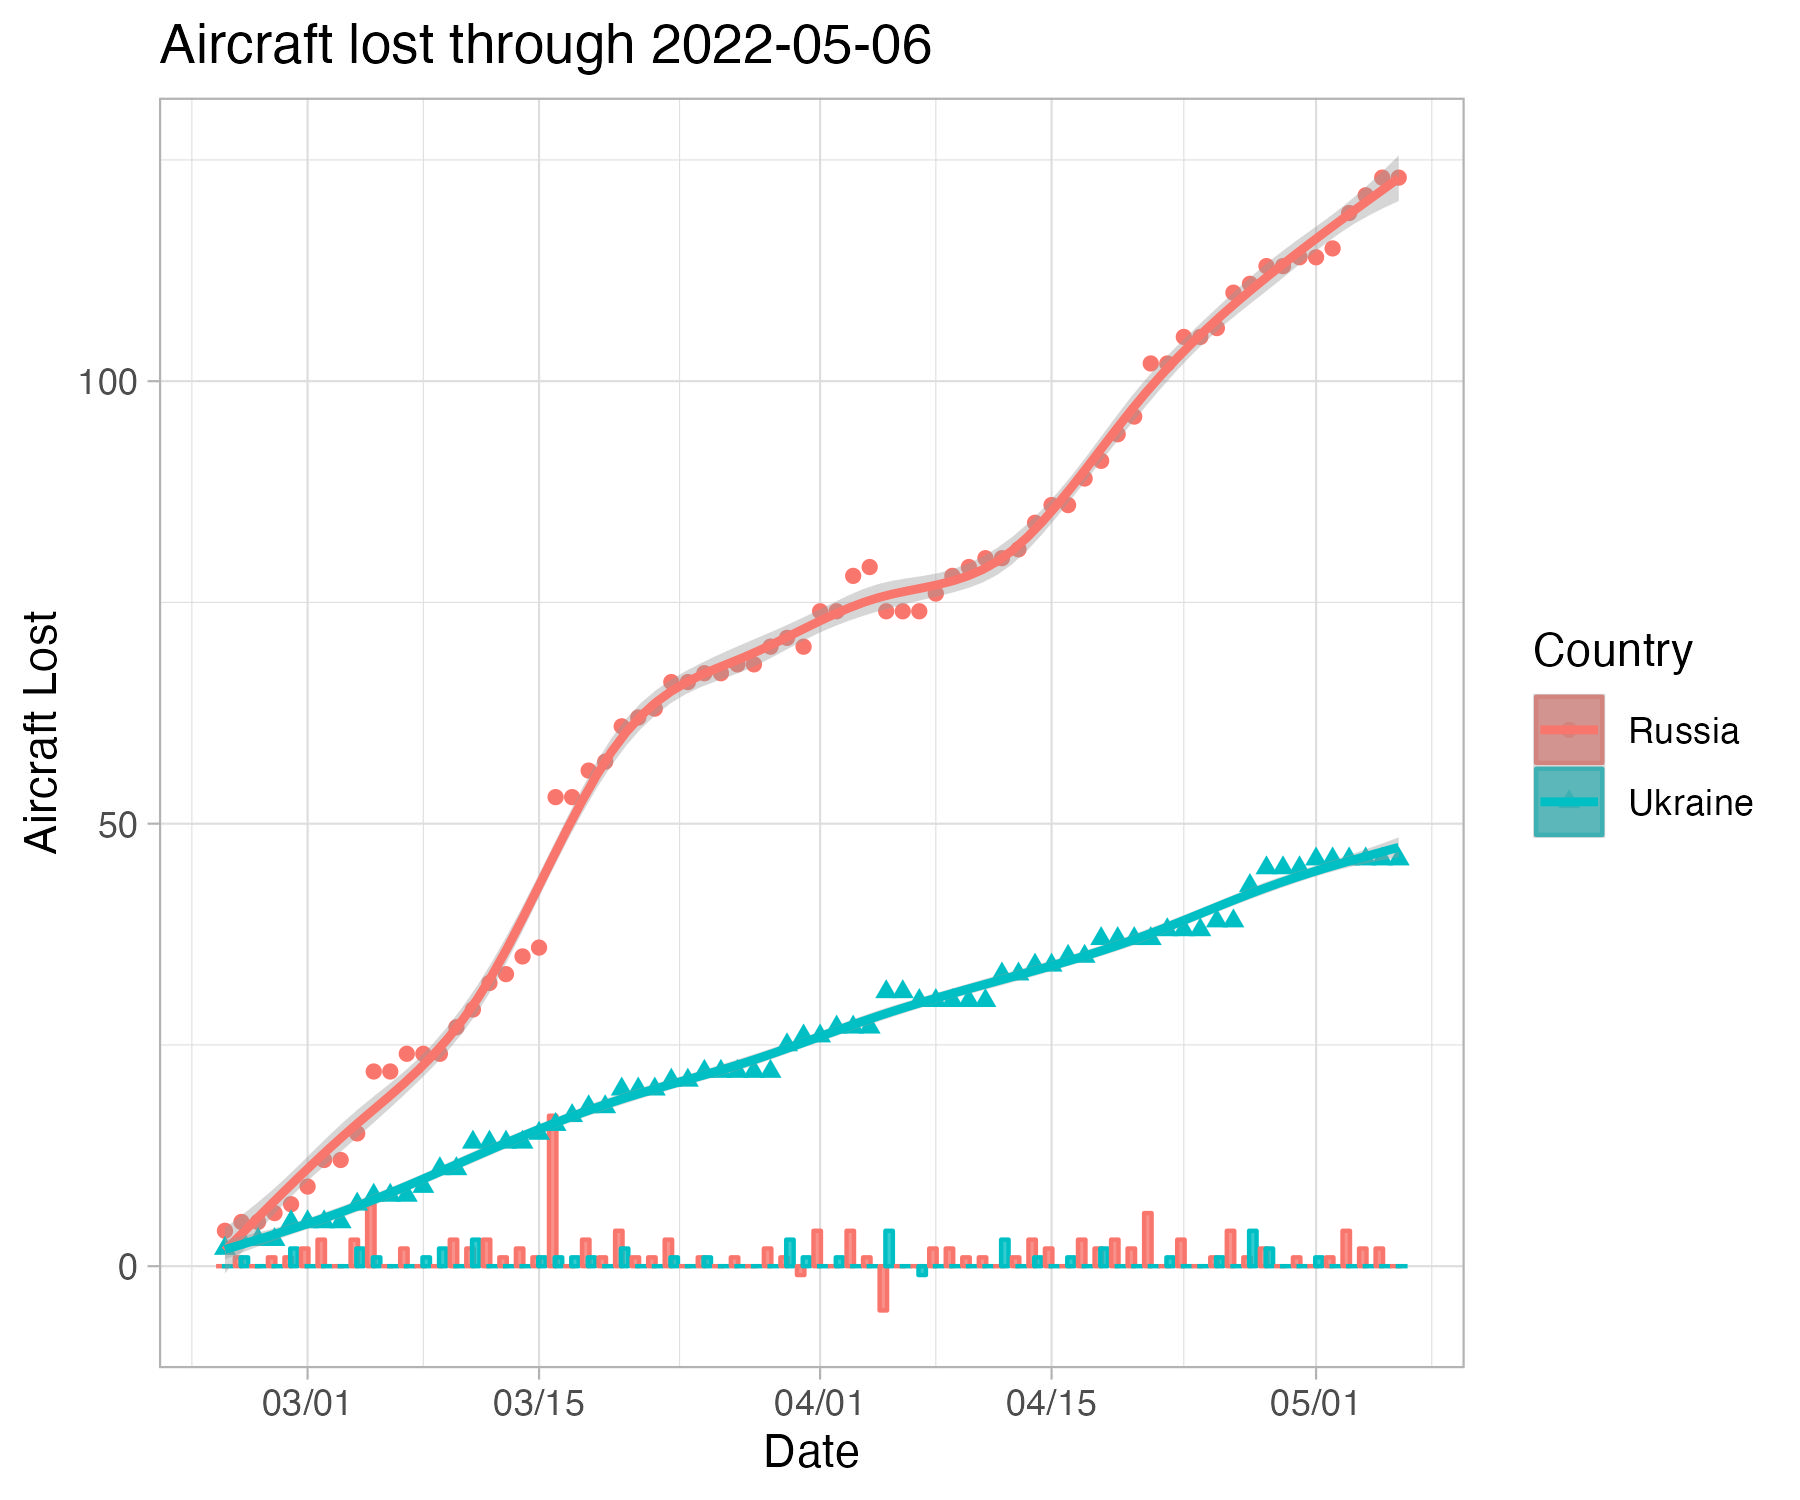 Aircraft lost through 2022-05-06
Aircraft Lost
100
50
0
03/01 03/15 04/01 04/15 05/01
Date
Country
Russia
Ukraine